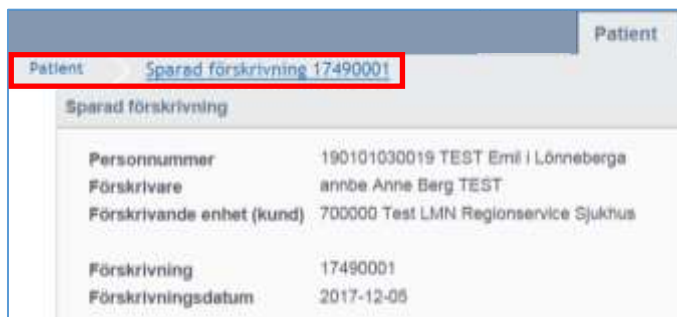 Patient
Patient Sparad förskrivning 17490001
Sparad förskrivning
Personnummer 190101030019 TEST Emil i Lönneberga
Förskrivare annbe Anne Berg TEST
Förskrivande enhet (kund) 700000 Test LMN Regionservice Sjukhus
Förskrivning 17490001
Förskrivningsdatum 2017-12-05